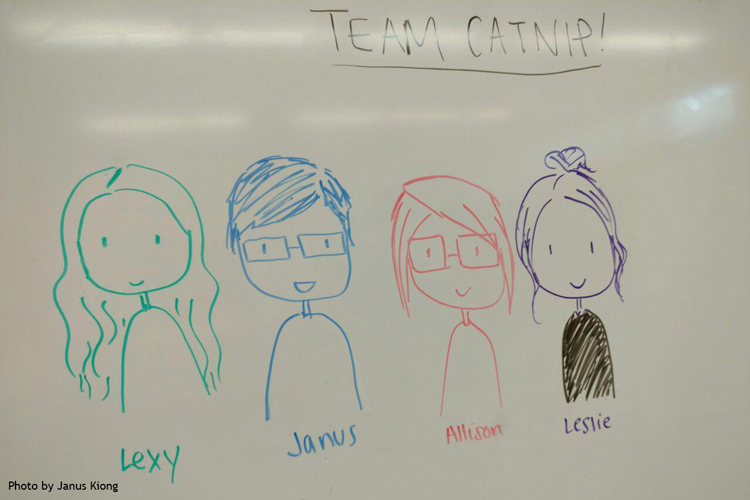 TEAM CATNIP!
Lexy
Janus
Allison
Leslie
Photo by Janus Kiong